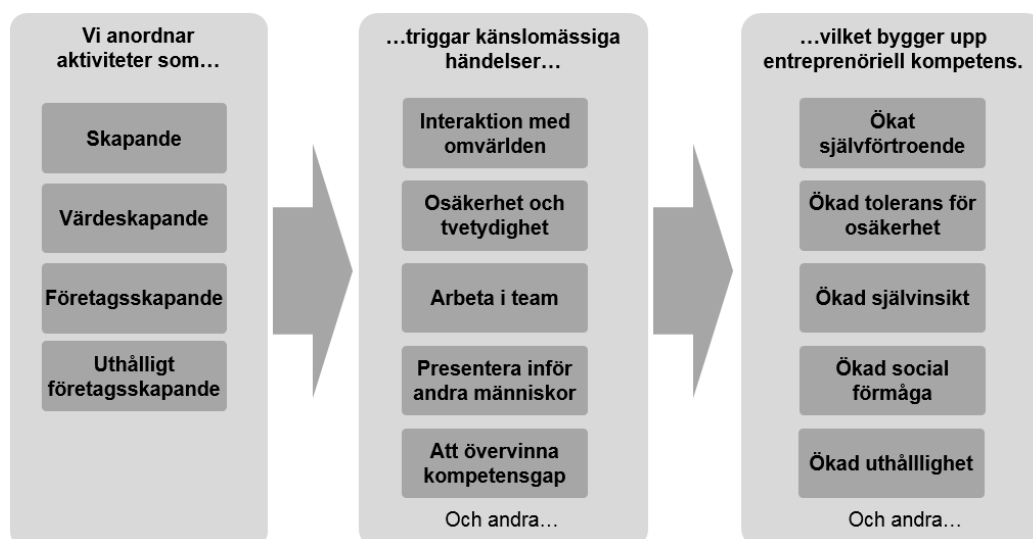 Vi anordnar
aktiviteter som…
Skapande
Värdeskapande
Företagsskapande
Uthålligt
företagsskapande
…triggar känslomässiga
händelser…
Interaktion med
omvärlden
Osäkerhet och
tvetydighet
Arbeta i team
Presentera inför
andra människor
Att övervinna
kompetensgap
Och andra…
…vilket bygger upp
entreprenöriell kompetens.
Ökat
självförtroende
Ökad tolerans för
osäkerhet
Ökad självinsikt
Ökad social
förmåga
Ökad uthålllighet
Och andra…